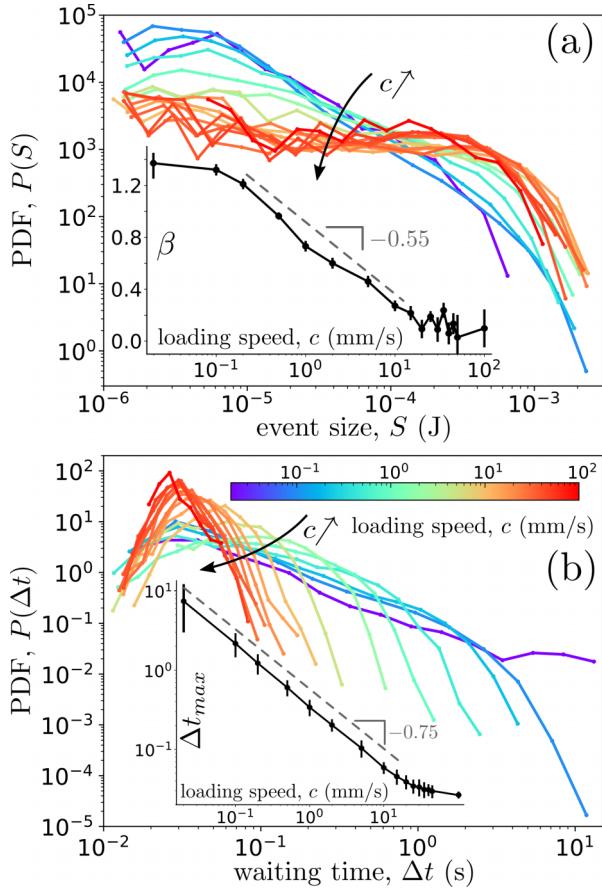 10^5
(a)
10^4
c↗
10^3
PDF, P(S)
1.2
10^2
0.8
β
−0.55
10^1
0.4
10^0
0.0
loading speed, c (mm/s)
10^-1 10^0 10^1 10^2
10^-6 10^-5 10^-4 10^-3
event size, S (J)
10^2
10^-1 10^0 10^1 10^2
10^1
c↗ loading speed, c (mm/s)
10^0
(b)
10^1
10^-1
PDF, P(Δt)
10^0
10^-2
Δt_max
10^-3
−0.75
10^-1
10^-4
loading speed, c (mm/s)
10^-1 10^0 10^1
10^-5
10^-2 10^-1 10^0 10^1
waiting time, Δt (s)